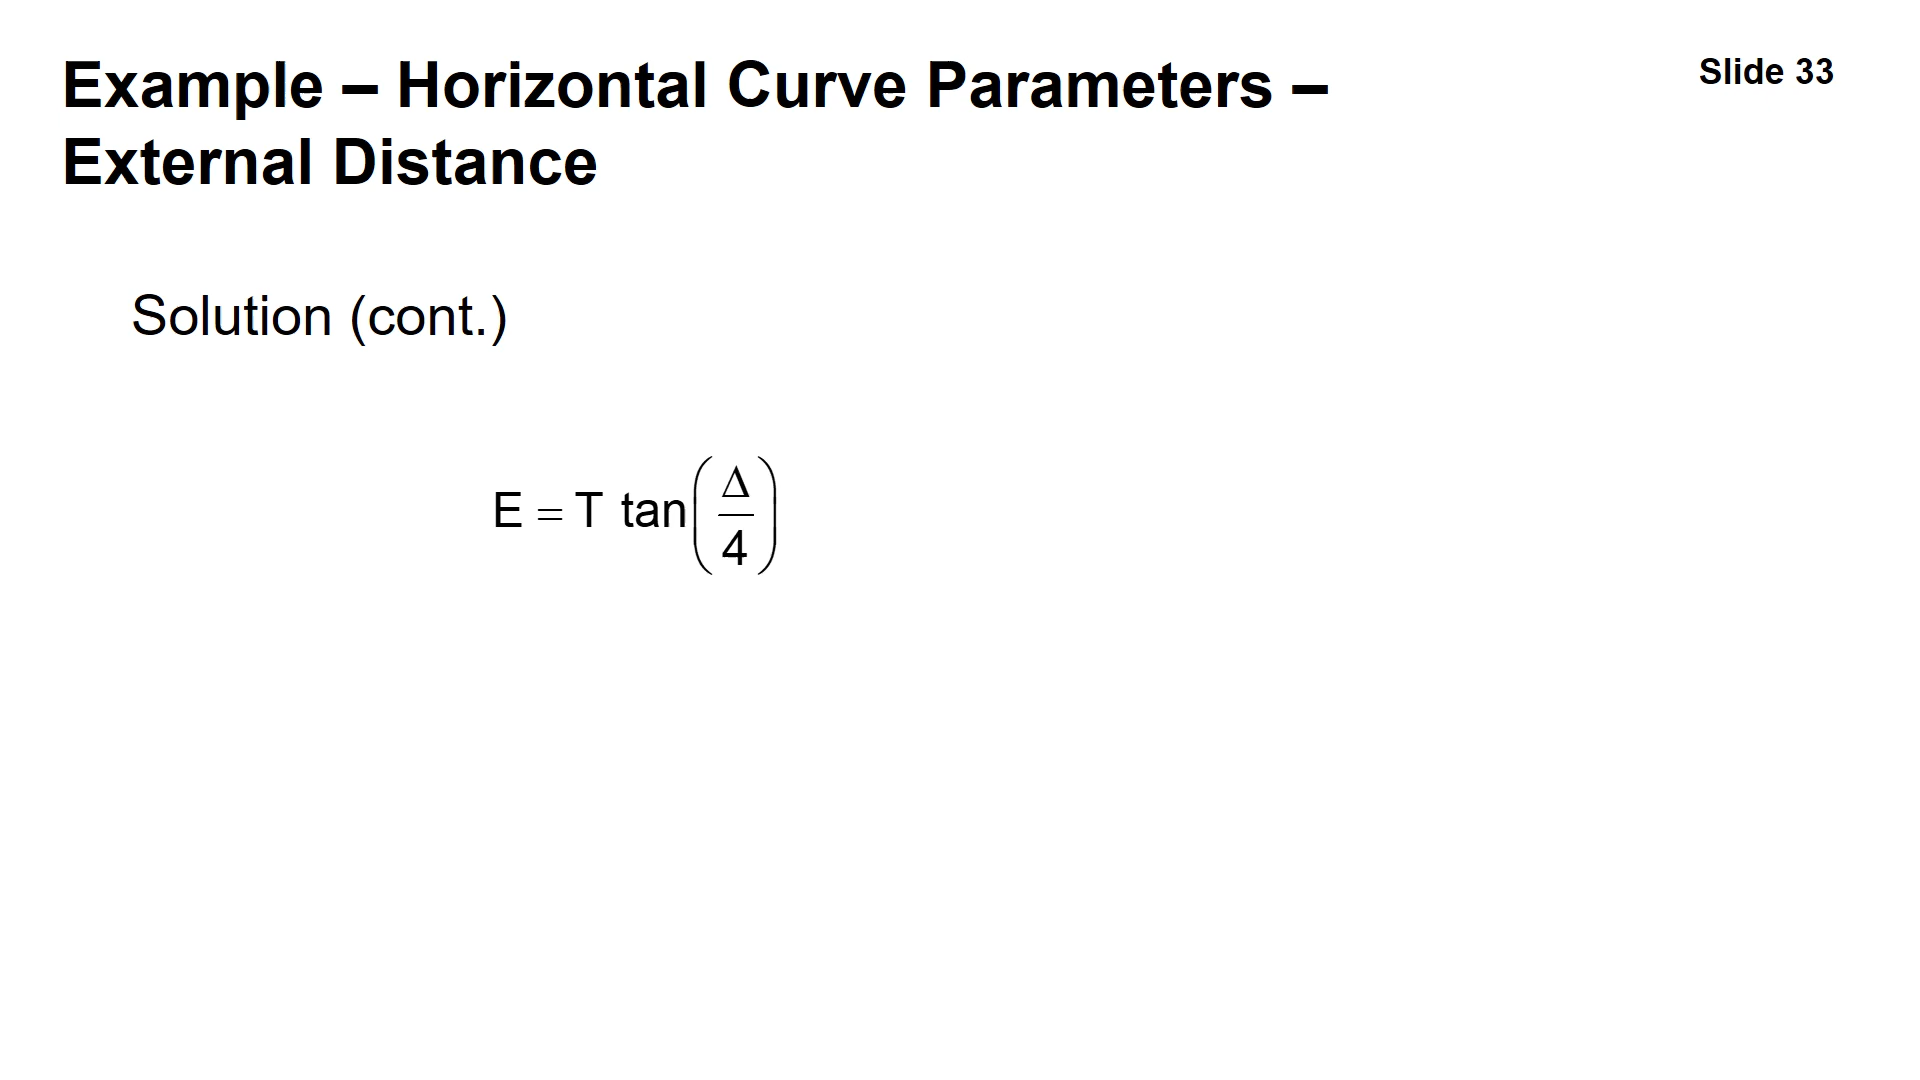 Example – Horizontal Curve Parameters –
External Distance
Slide 33
Solution (cont.)
E = T tan(Δ/4)